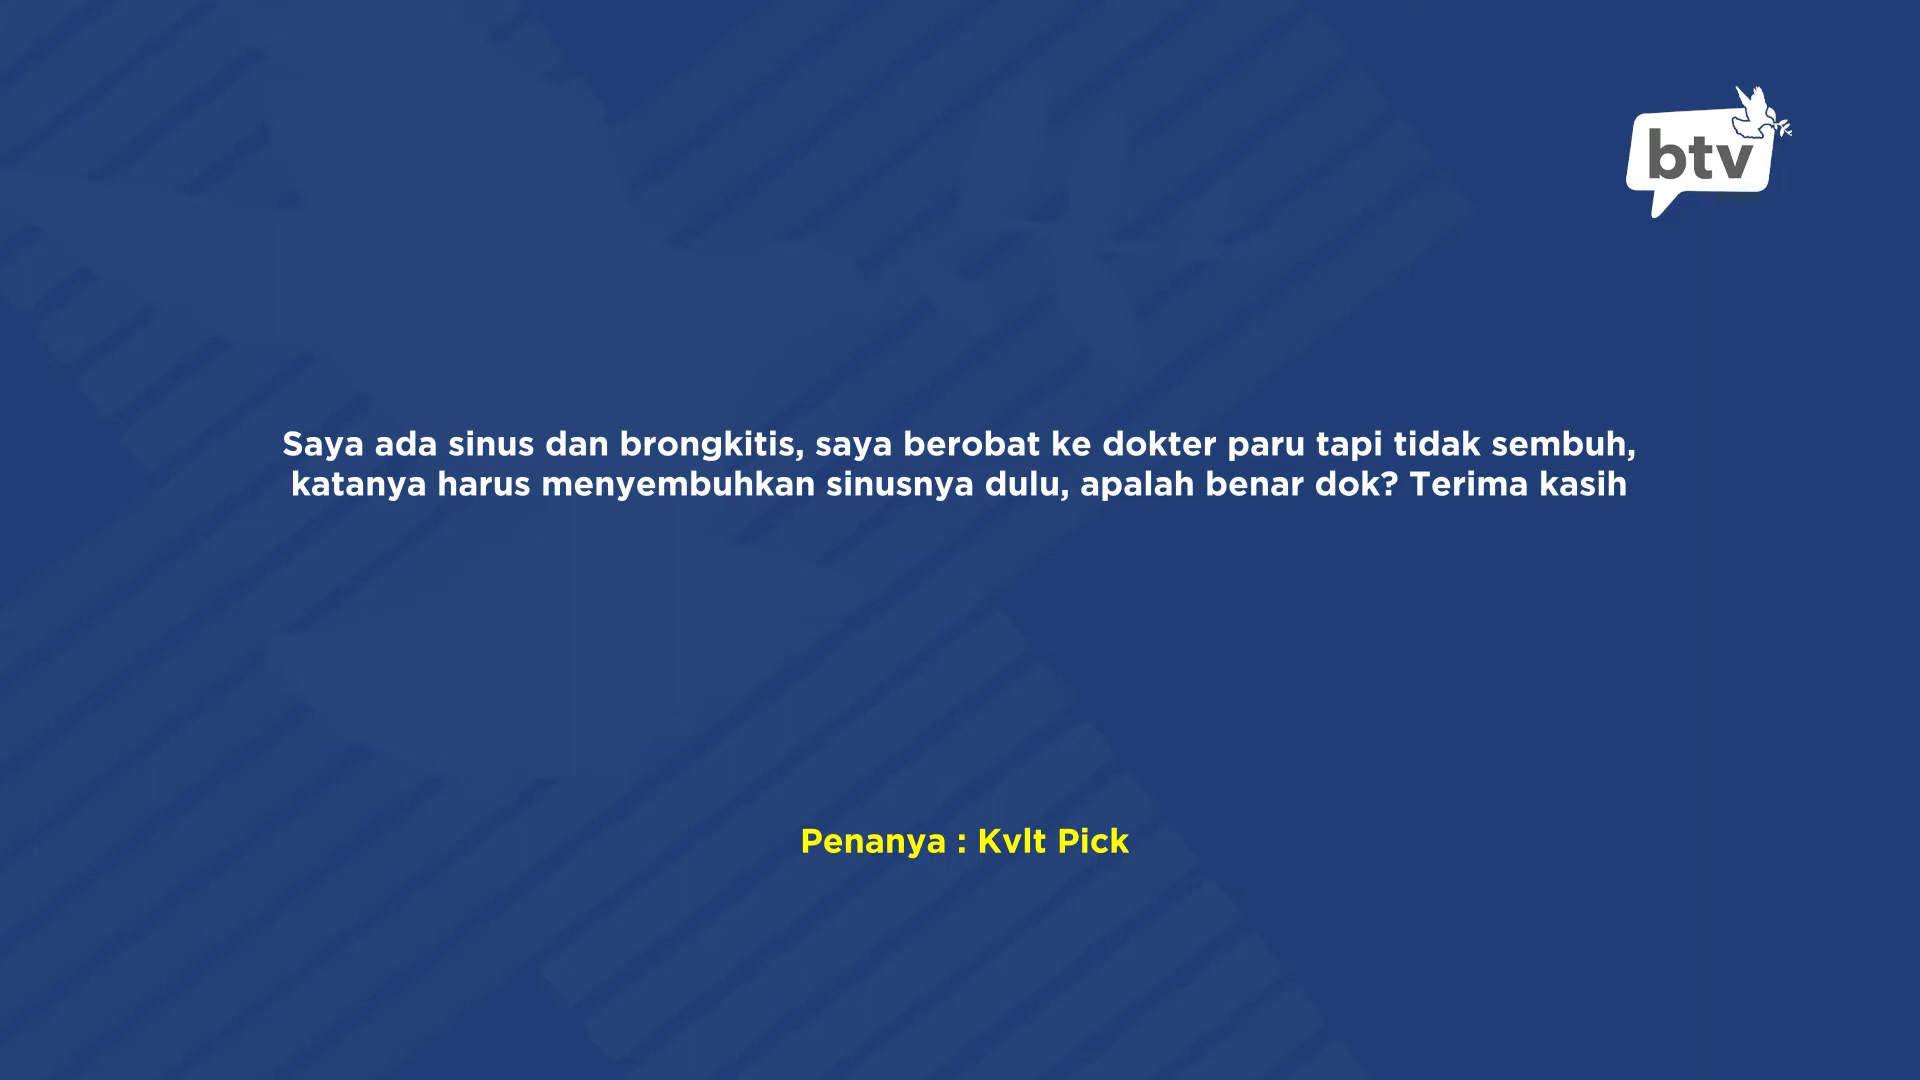 btv
Saya ada sinus dan brongkitis, saya berobat ke dokter paru tapi tidak sembuh,
katanya harus menyembuhkan sinusnya dulu, apalah benar dok? Terima kasih
Penanya : Kvlt Pick